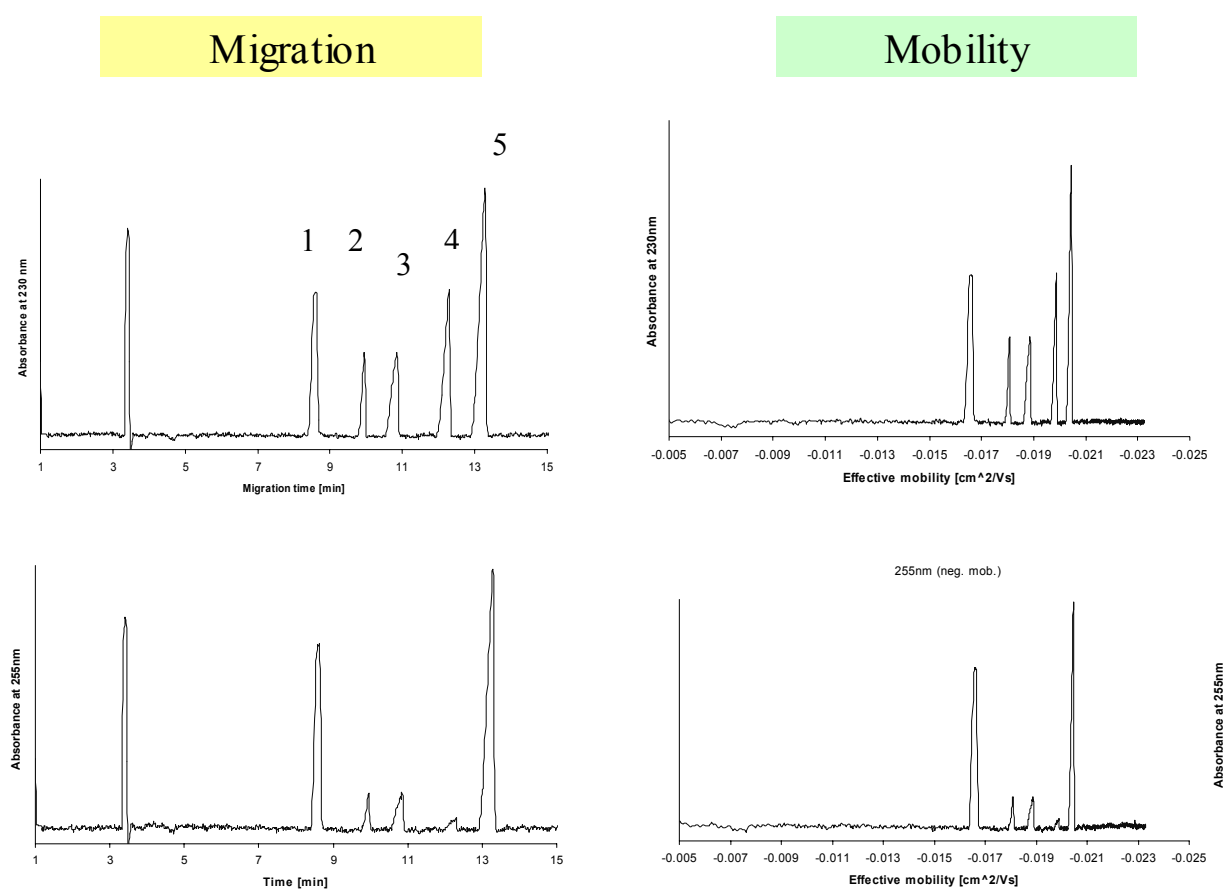 Migration
Mobility
5
1
2
3
4
Absorbance at 230 nm
1 3 5 7 9 11 13 15
Migration time [min]
Absorbance at 230nm
-0.005 -0.007 -0.009 -0.011 -0.013 -0.015 -0.017 -0.019 -0.021 -0.023 -0.025
Effective mobility [cm^2/Vs]
Absorbance at 255nm
1 3 5 7 9 11 13 15
Time [min]
255nm (neg. mob.)
-0.005 -0.007 -0.009 -0.011 -0.013 -0.015 -0.017 -0.019 -0.021 -0.023 -0.025
Effective mobility [cm^2/Vs]
Absorbance at 255nm